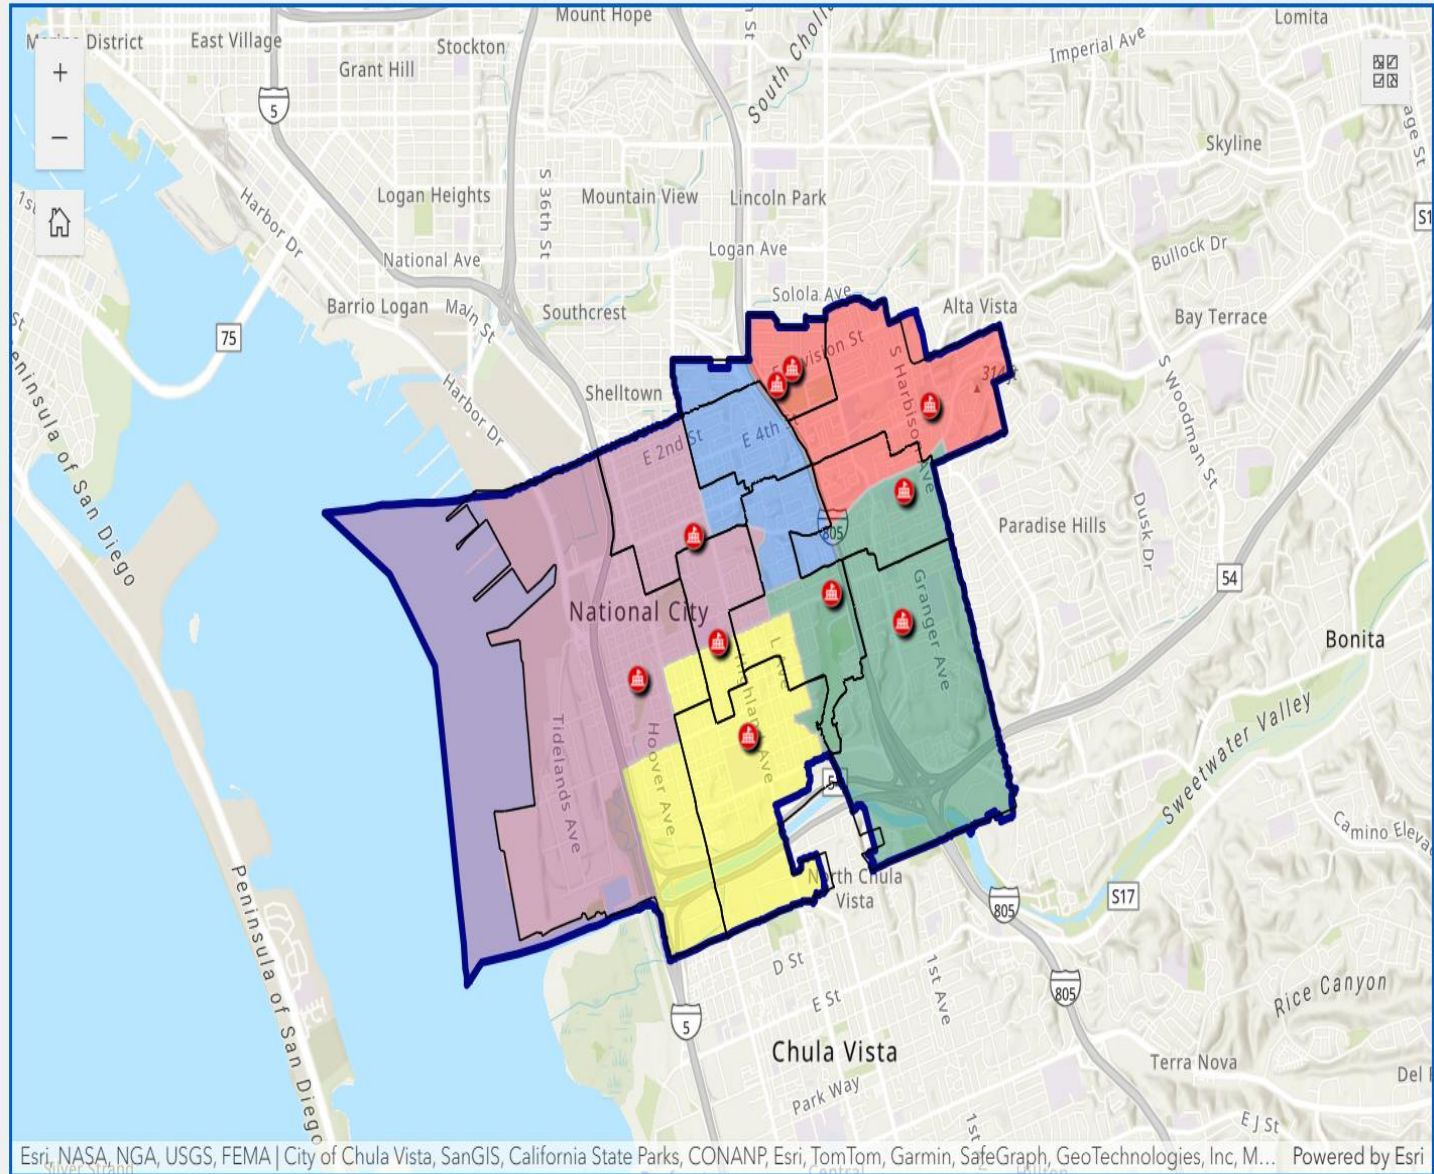 Mount Hope
Lomita
East Village
Stockton
Imperial Ave
District
Grant Hill
5
South
Skyline
Logan Heights
S 36th St
Mountain View
Lincoln Park
Harbor Dr
Logan Ave
Bullock Dr
National Ave
Solola Ave
Barrio Logan
Main St
Southcrest
Alta Vista
Bay Terrace
75
Shelltown
S Woodman St
Harbor Dr
E 2nd St
E 4th St
Peninsula of San Diego
Paradise Hills
Dusk Dr
805
54
National City
Granger Ave
Bonita
L Ave
Highland Ave
Tidelands Ave
Hoover Ave
Sweetwater Valley
North Chula
Vista
S17
805
Peninsula of San Diego
D St
E St
1st Ave
805
Rice Canyon
5
Chula Vista
Terra Nova
Park Way
E J St
Esri, NASA, NGA, USGS, FEMA | City of Chula Vista, SanGIS, California State Parks, CONANP, Esri, TomTom, Garmin, SafeGraph, GeoTechnologies, Inc, M... Powered by Esri